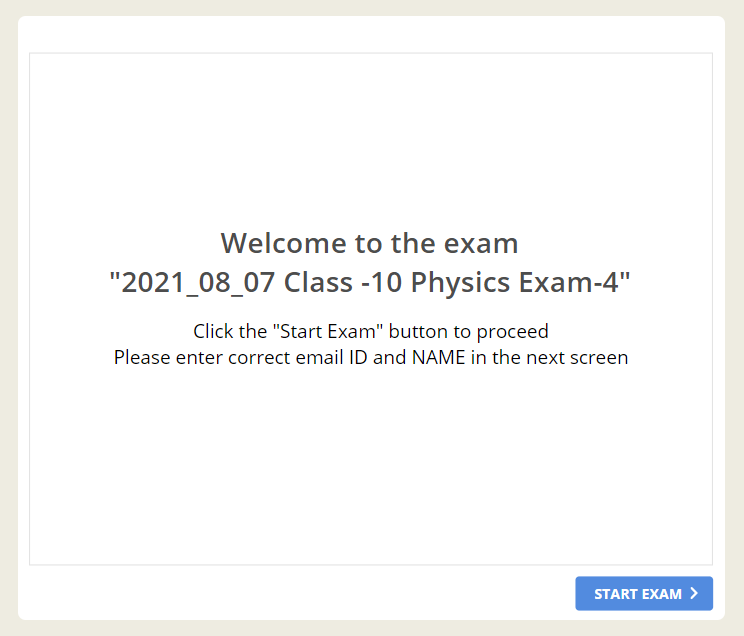 Welcome to the exam
"2021_08_07 Class -10 Physics Exam-4"
Click the "Start Exam" button to proceed
Please enter correct email ID and NAME in the next screen
START EXAM